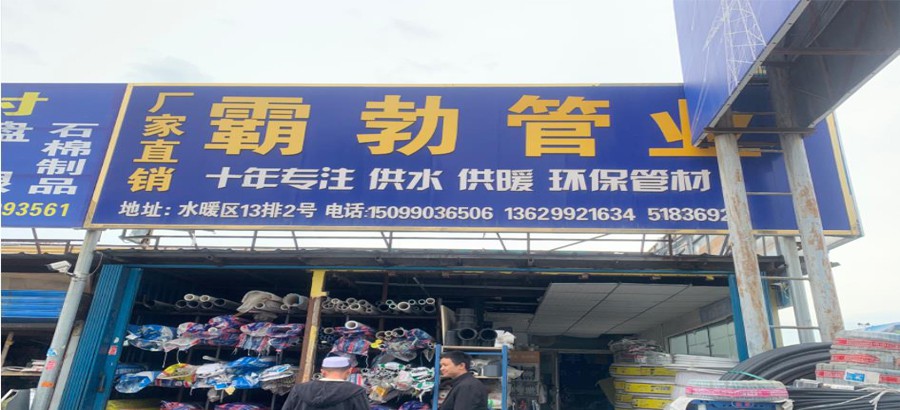 厂家直销
霸勃管业
十年专注 供水 供暖 环保管材
地址：水暖区13排2号 电话:15099036506 13629921634 5183692
石棉制品
93561